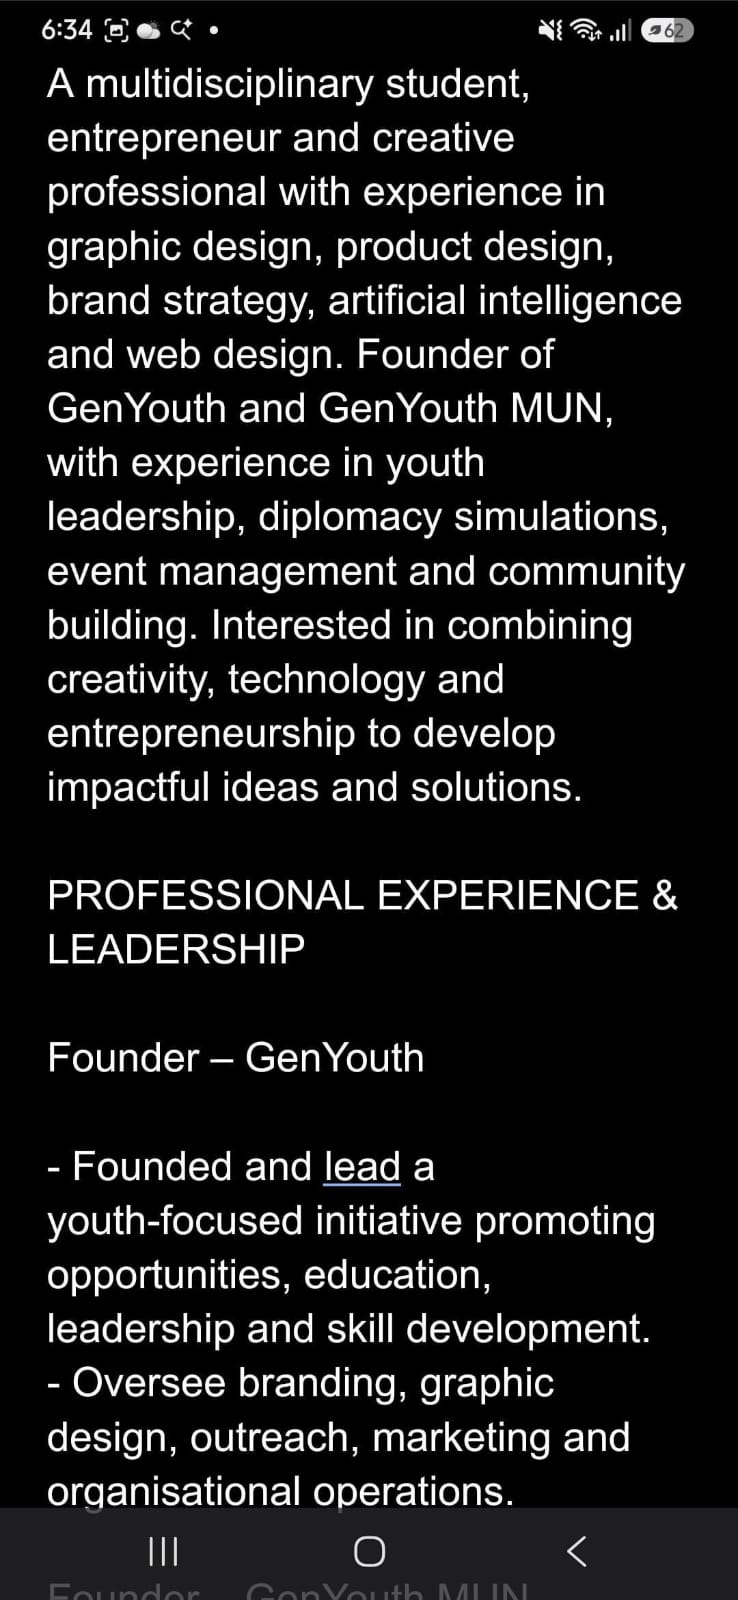 6:34
62
A multidisciplinary student,
entrepreneur and creative
professional with experience in
graphic design, product design,
brand strategy, artificial intelligence
and web design. Founder of
GenYouth and GenYouth MUN,
with experience in youth
leadership, diplomacy simulations,
event management and community
building. Interested in combining
creativity, technology and
entrepreneurship to develop
impactful ideas and solutions.
PROFESSIONAL EXPERIENCE &
LEADERSHIP
Founder – GenYouth
- Founded and lead a
youth-focused initiative promoting
opportunities, education,
leadership and skill development.
- Oversee branding, graphic
design, outreach, marketing and
organisational operations.
Founder GenYouth MUN